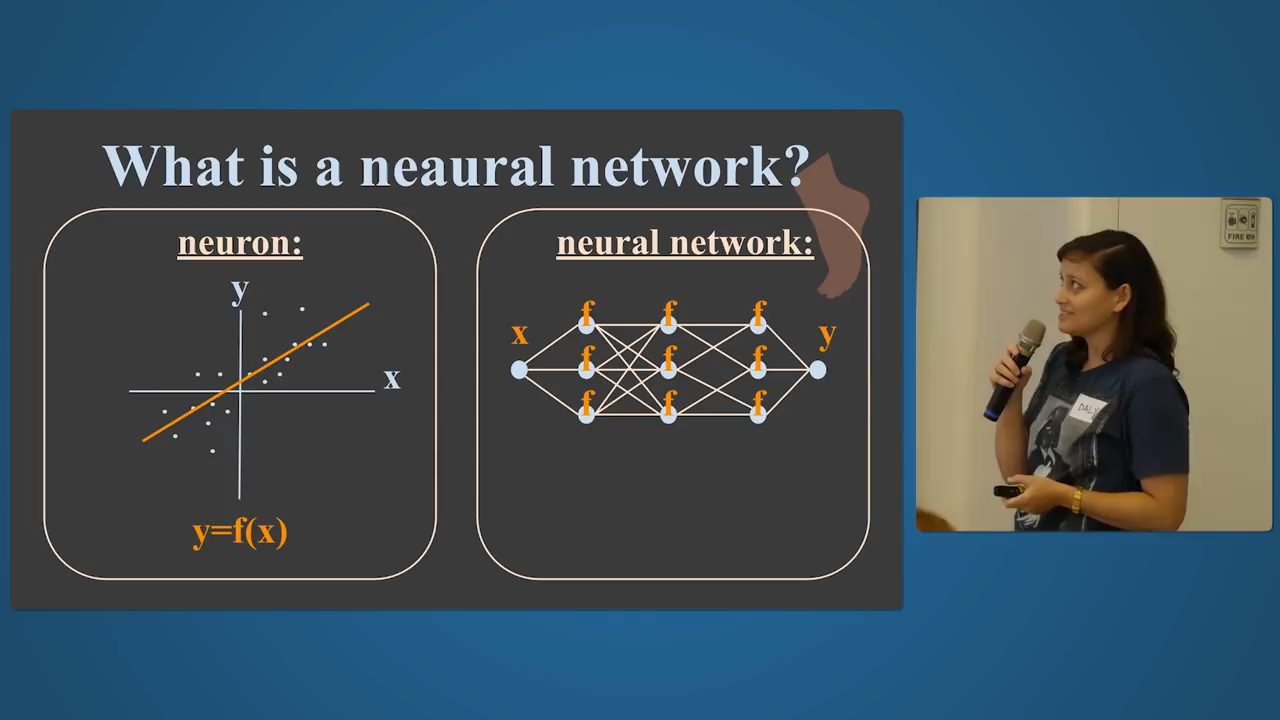 What is a neaural network?
neuron:
y
x
y=f(x)
neural network:
f f f
x y
f f f
f f f
FIRE